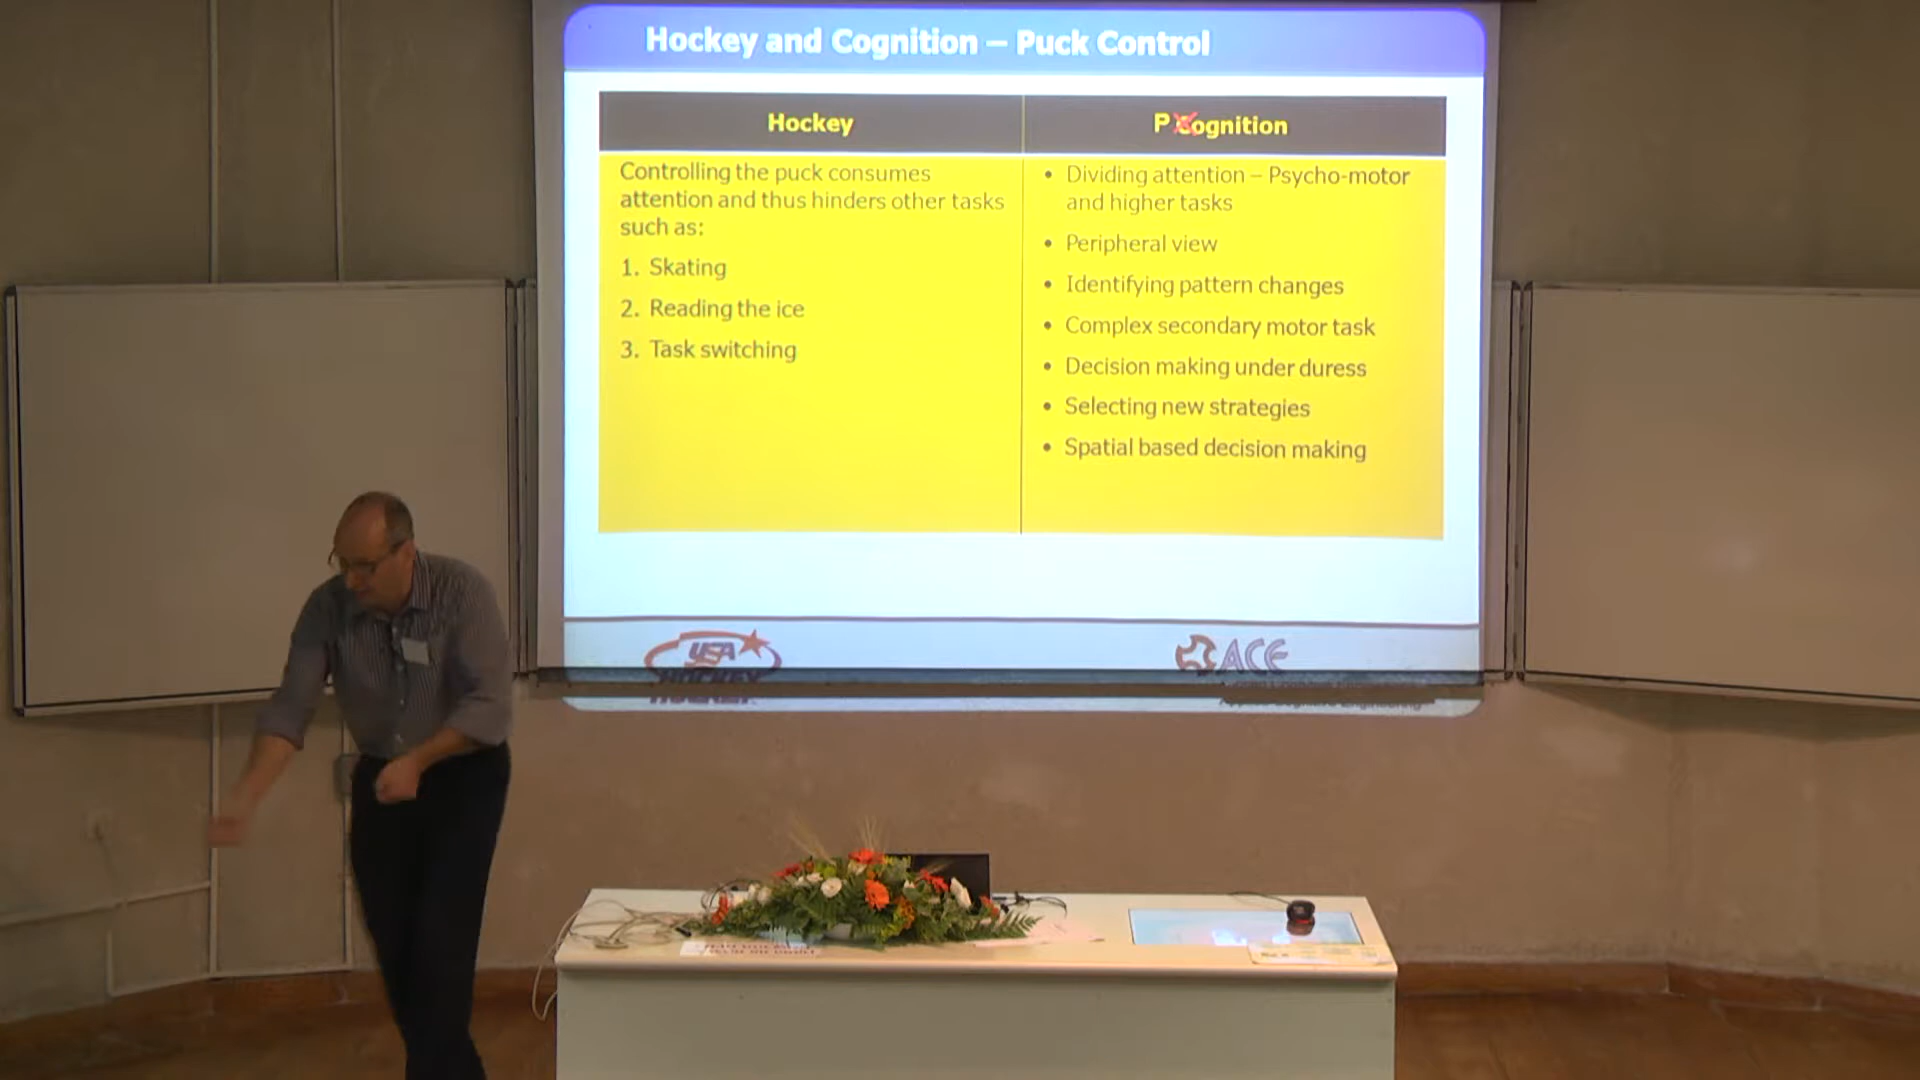 Hockey and Cognition – Puck Control
Hockey
P Cognition
Controlling the puck consumes
attention and thus hinders other tasks
such as:
1. Skating
2. Reading the ice
3. Task switching
• Dividing attention – Psycho-motor
and higher tasks
• Peripheral view
• Identifying pattern changes
• Complex secondary motor task
• Decision making under duress
• Selecting new strategies
• Spatial based decision making
USA
HOCKEY
ACE